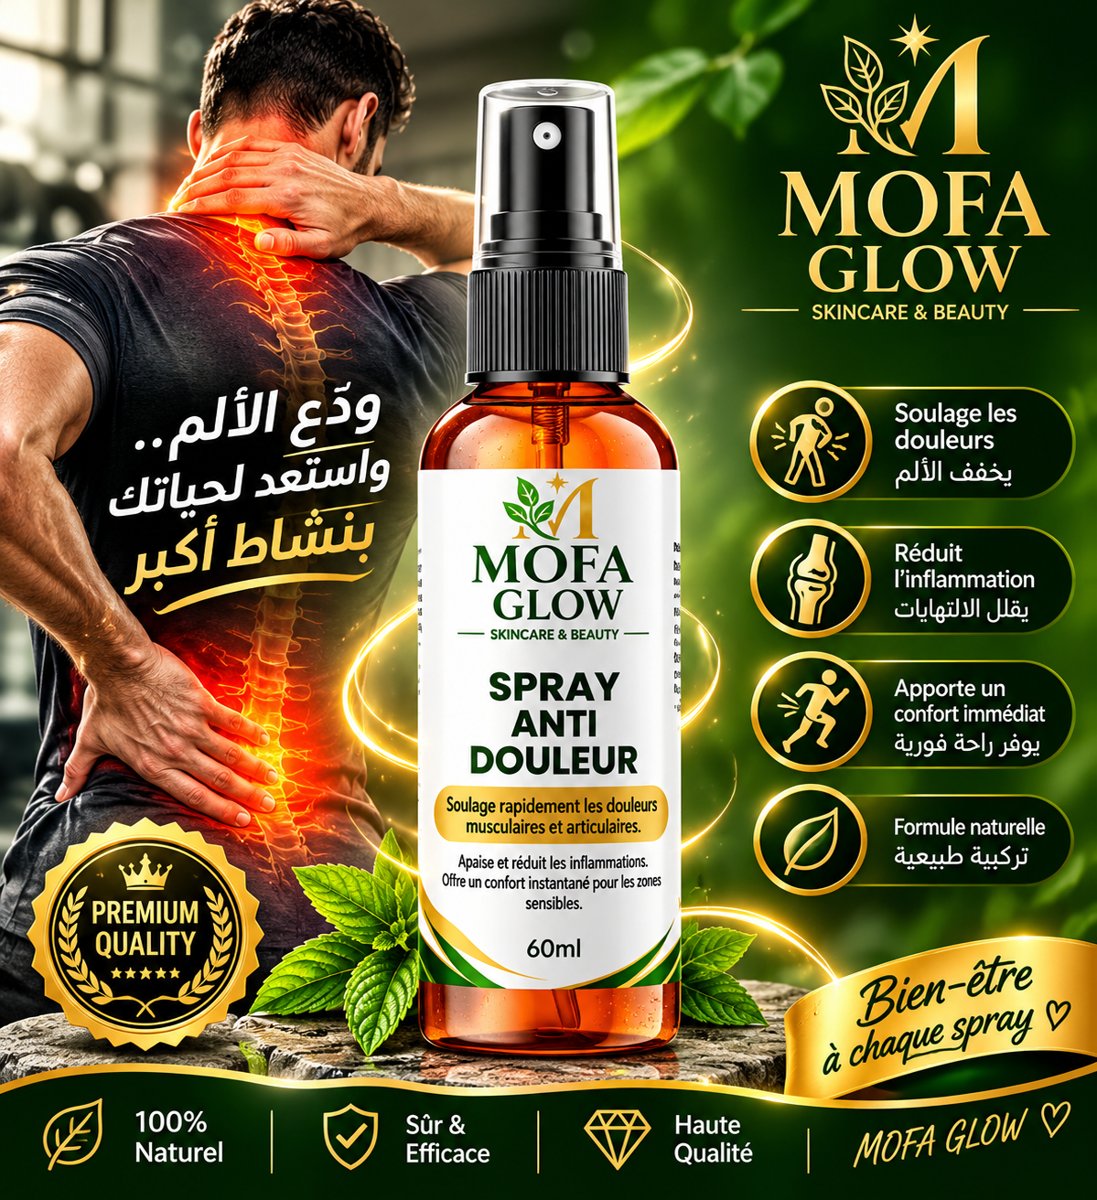 MOFA
GLOW
SKINCARE & BEAUTY
ودّع الألم..
واستعد لحياتك
بنشاط أكبر
Soulage les
douleurs
يخفف الألم
Réduit
l'inflammation
يقلل الالتهابات
Apporte un
confort immédiat
يوفر راحة فورية
Formule naturelle
تركيبة طبيعية
MOFA
GLOW
SKINCARE & BEAUTY
SPRAY
ANTI
DOULEUR
Soulage rapidement les douleurs
musculaires et articulaires.
Apaise et réduit les inflammations.
Offre un confort instantané pour les zones
sensibles.
60ml
PREMIUM
QUALITY
Bien-être
à chaque spray
100%
Naturel
Sûr &
Efficace
Haute
Qualité
MOFA GLOW